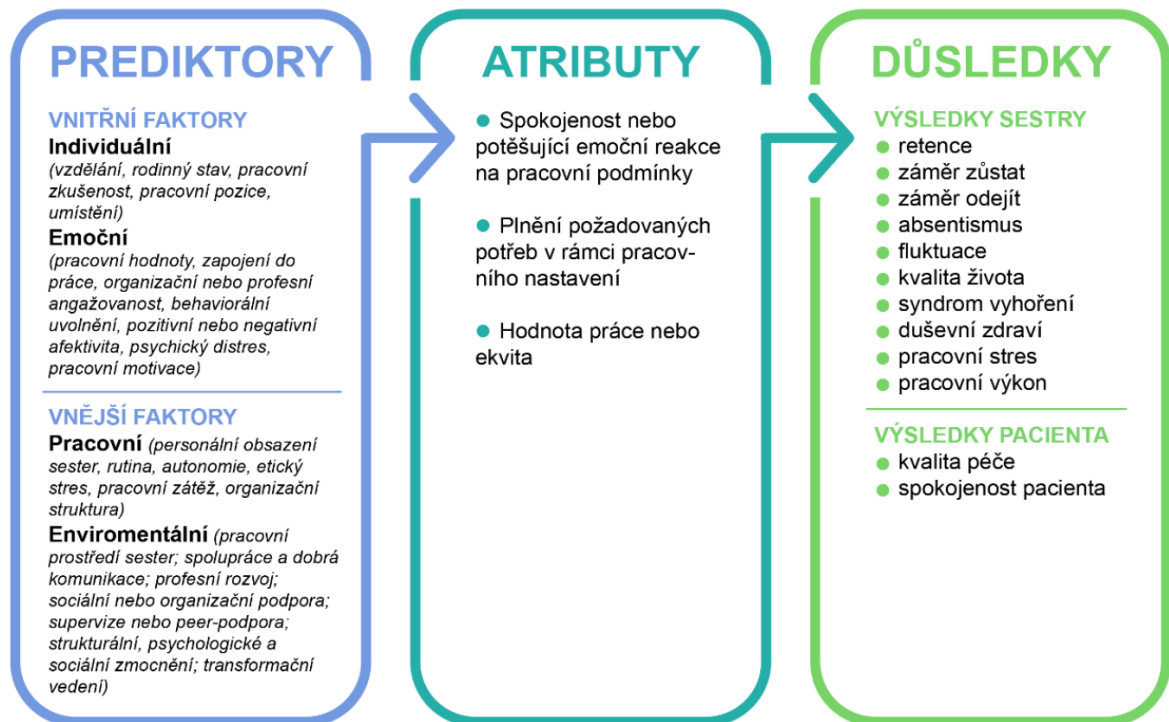 PREDIKTORY
VNITŘNÍ FAKTORY
Individuální
(vzdělání, rodinný stav, pracovní
zkušenost, pracovní pozice,
umístění)
Emoční
(pracovní hodnoty, zapojení do
práce, organizační nebo profesní
angažovanost, behaviorální
uvolnění, pozitivní nebo negativní
afektivita, psychický distres,
pracovní motivace)
VNĚJŠÍ FAKTORY
Pracovní (personální obsazení
sester, rutina, autonomie, etický
stres, pracovní zátěž, organizační
struktura)
Enviromentální (pracovní
prostředí sester; spolupráce a dobrá
komunikace; profesní rozvoj;
sociální nebo organizační podpora;
supervize nebo peer-podpora;
strukturální, psychologické a
sociální zmocnění; transformační
vedení)
ATRIBUTY
● Spokojenost nebo
potěšující emoční reakce
na pracovní podmínky
● Plnění požadovaných
potřeb v rámci pracov-
ního nastavení
● Hodnota práce nebo
ekvita
DŮSLEDKY
VÝSLEDKY SESTRY
● retence
● záměr zůstat
● záměr odejít
● absentismus
● fluktuace
● kvalita života
● syndrom vyhoření
● duševní zdraví
● pracovní stres
● pracovní výkon
VÝSLEDKY PACIENTA
● kvalita péče
● spokojenost pacienta